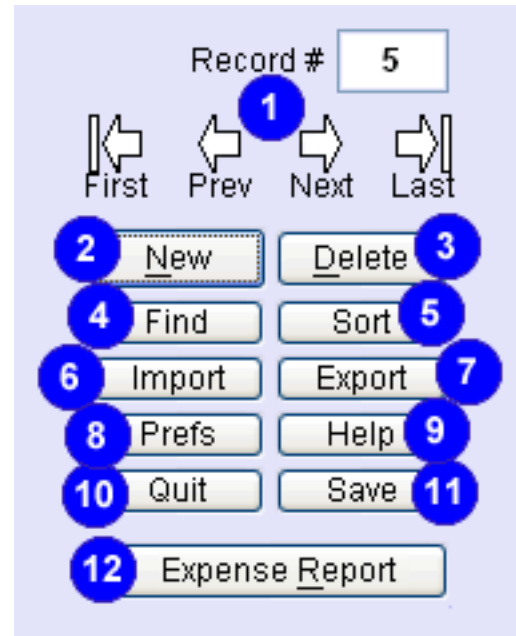 Record # 5
1
First Prev Next Last
2 New Delete 3
4 Find Sort 5
6 Import Export 7
8 Prefs Help 9
10 Quit Save 11
12 Expense Report